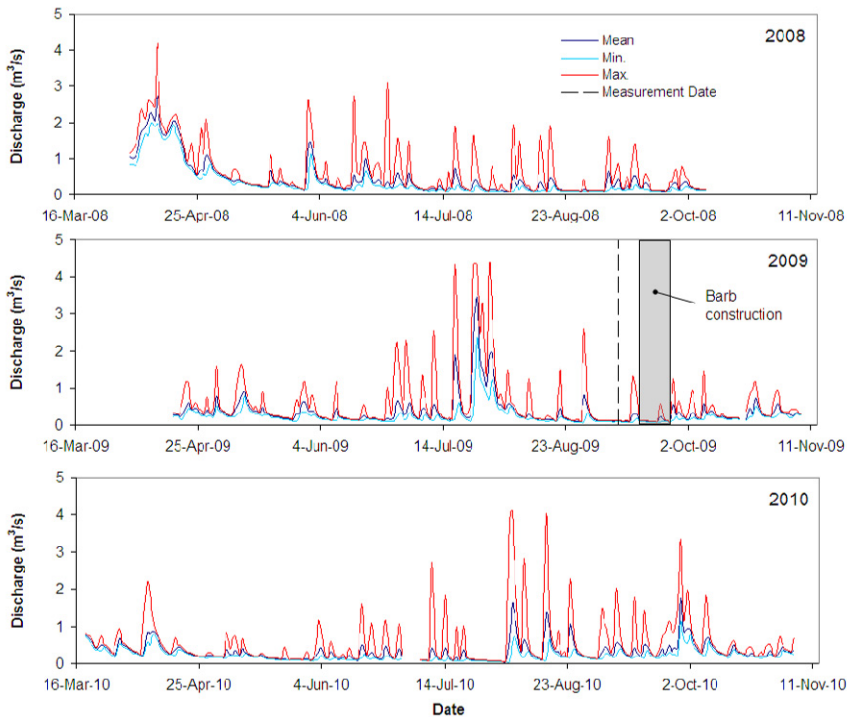 5
4
3
2
1
0
Discharge (m³/s)
2008
Mean
Min.
Max.
Measurement Date
16-Mar-08 25-Apr-08 4-Jun-08 14-Jul-08 23-Aug-08 2-Oct-08 11-Nov-08
5
4
3
2
1
0
Discharge (m³/s)
2009
Barb
construction
16-Mar-09 25-Apr-09 4-Jun-09 14-Jul-09 23-Aug-09 2-Oct-09 11-Nov-09
5
4
3
2
1
0
Discharge (m³/s)
2010
16-Mar-10 25-Apr-10 4-Jun-10 14-Jul-10 23-Aug-10 2-Oct-10 11-Nov-10
Date